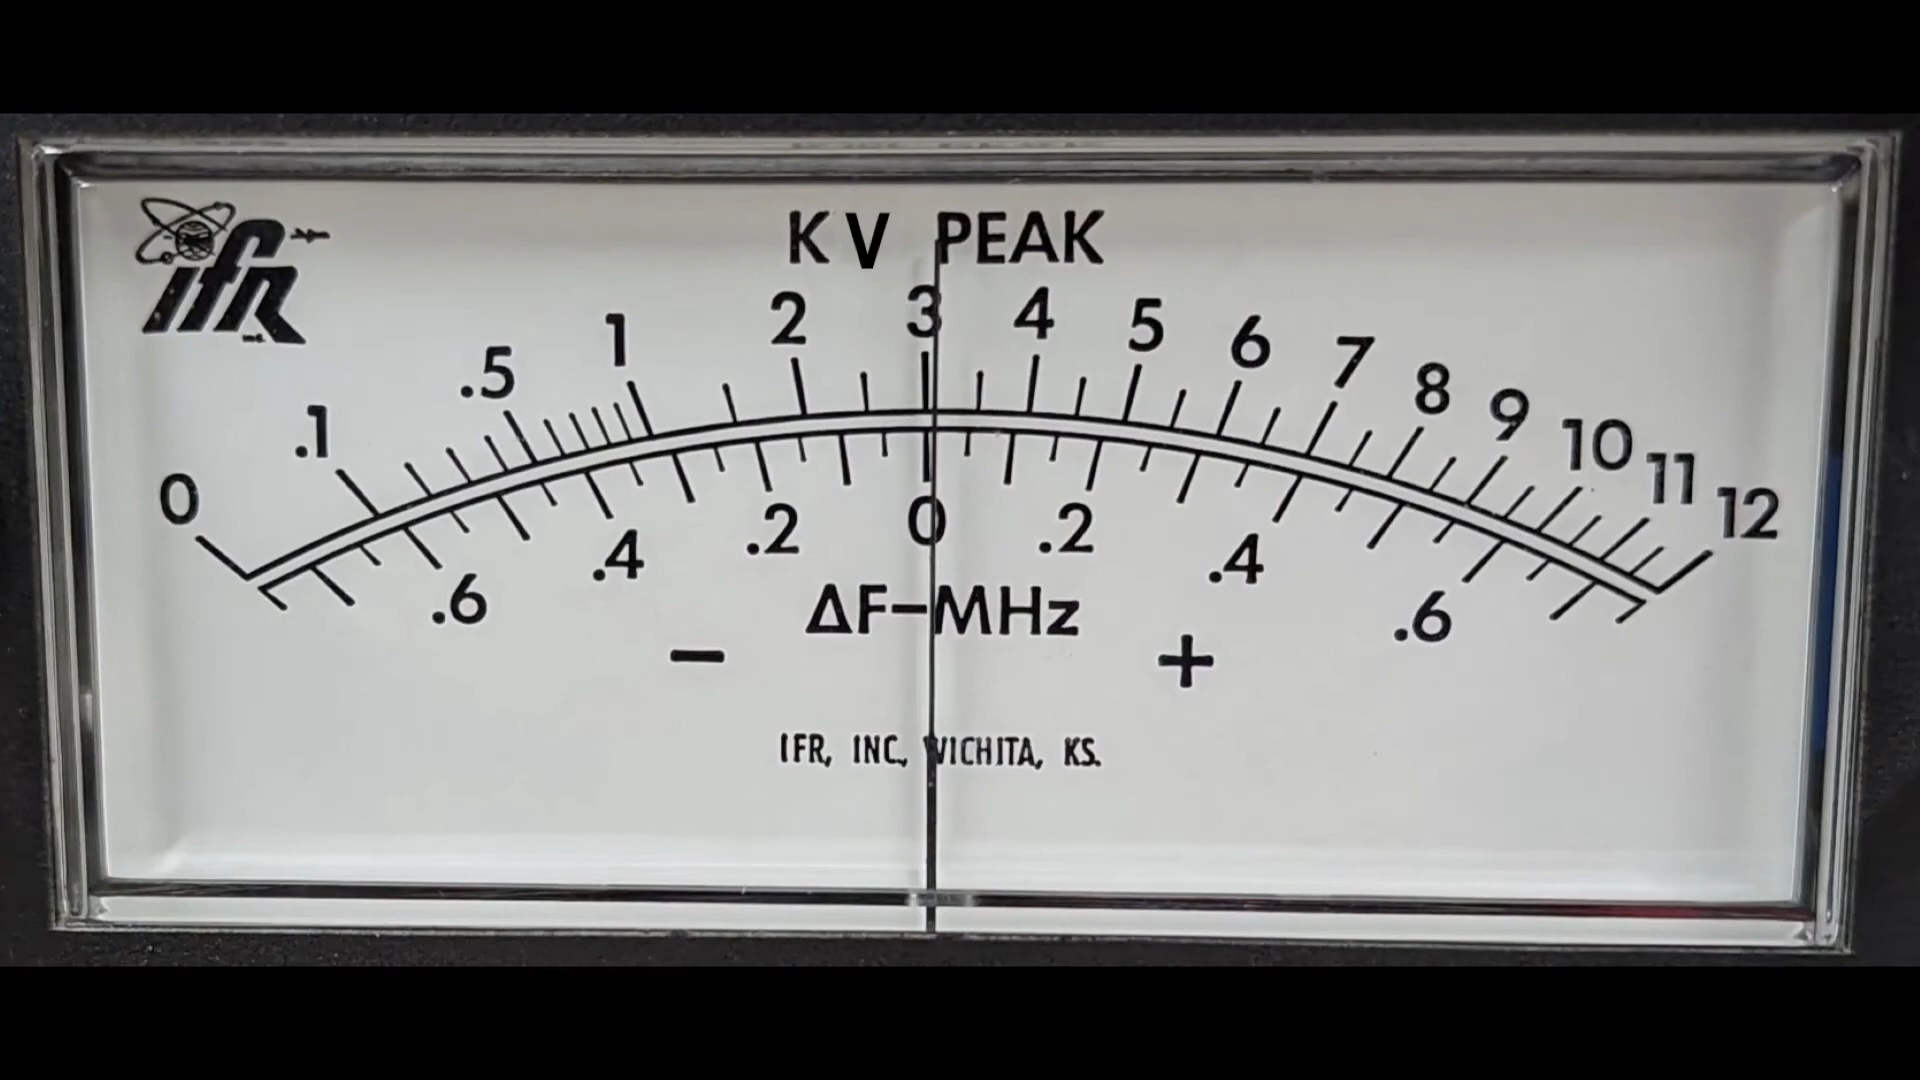 ifr
K V PEAK
0 .1 .5 1 2 3 4 5 6 7 8 9 10 11 12
.6 .4 .2 0 .2 .4 .6
ΔF-MHz
- +
IFR, INC, WICHITA, KS.